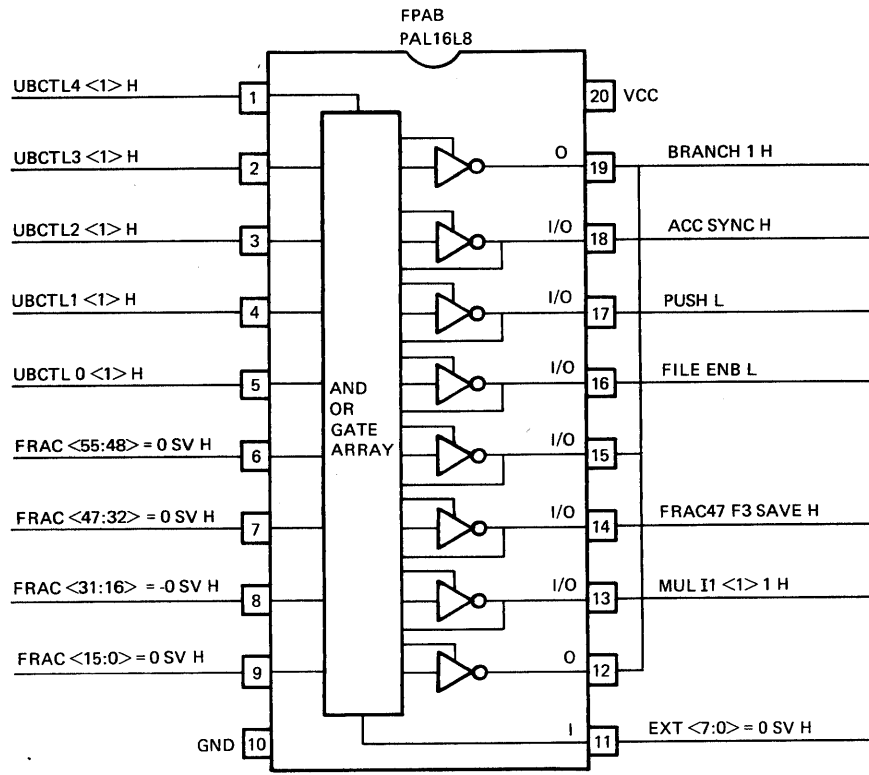 FPAB
PAL16L8
UBCTL4 <1> H
1
20 VCC
UBCTL3 <1> H
2
O
19
BRANCH 1 H
UBCTL2 <1> H
3
I/O
18
ACC SYNC H
UBCTL1 <1> H
4
I/O
17
PUSH L
UBCTL 0 <1> H
5
I/O
16
FILE ENB L
AND
OR
GATE
ARRAY
FRAC <55:48> = 0 SV H
6
I/O
15
FRAC <47:32> = 0 SV H
7
I/O
14
FRAC47 F3 SAVE H
FRAC <31:16> = -0 SV H
8
I/O
13
MUL I1 <1> 1 H
FRAC <15:0> = 0 SV H
9
O
12
GND 10
I
11
EXT <7:0> = 0 SV H